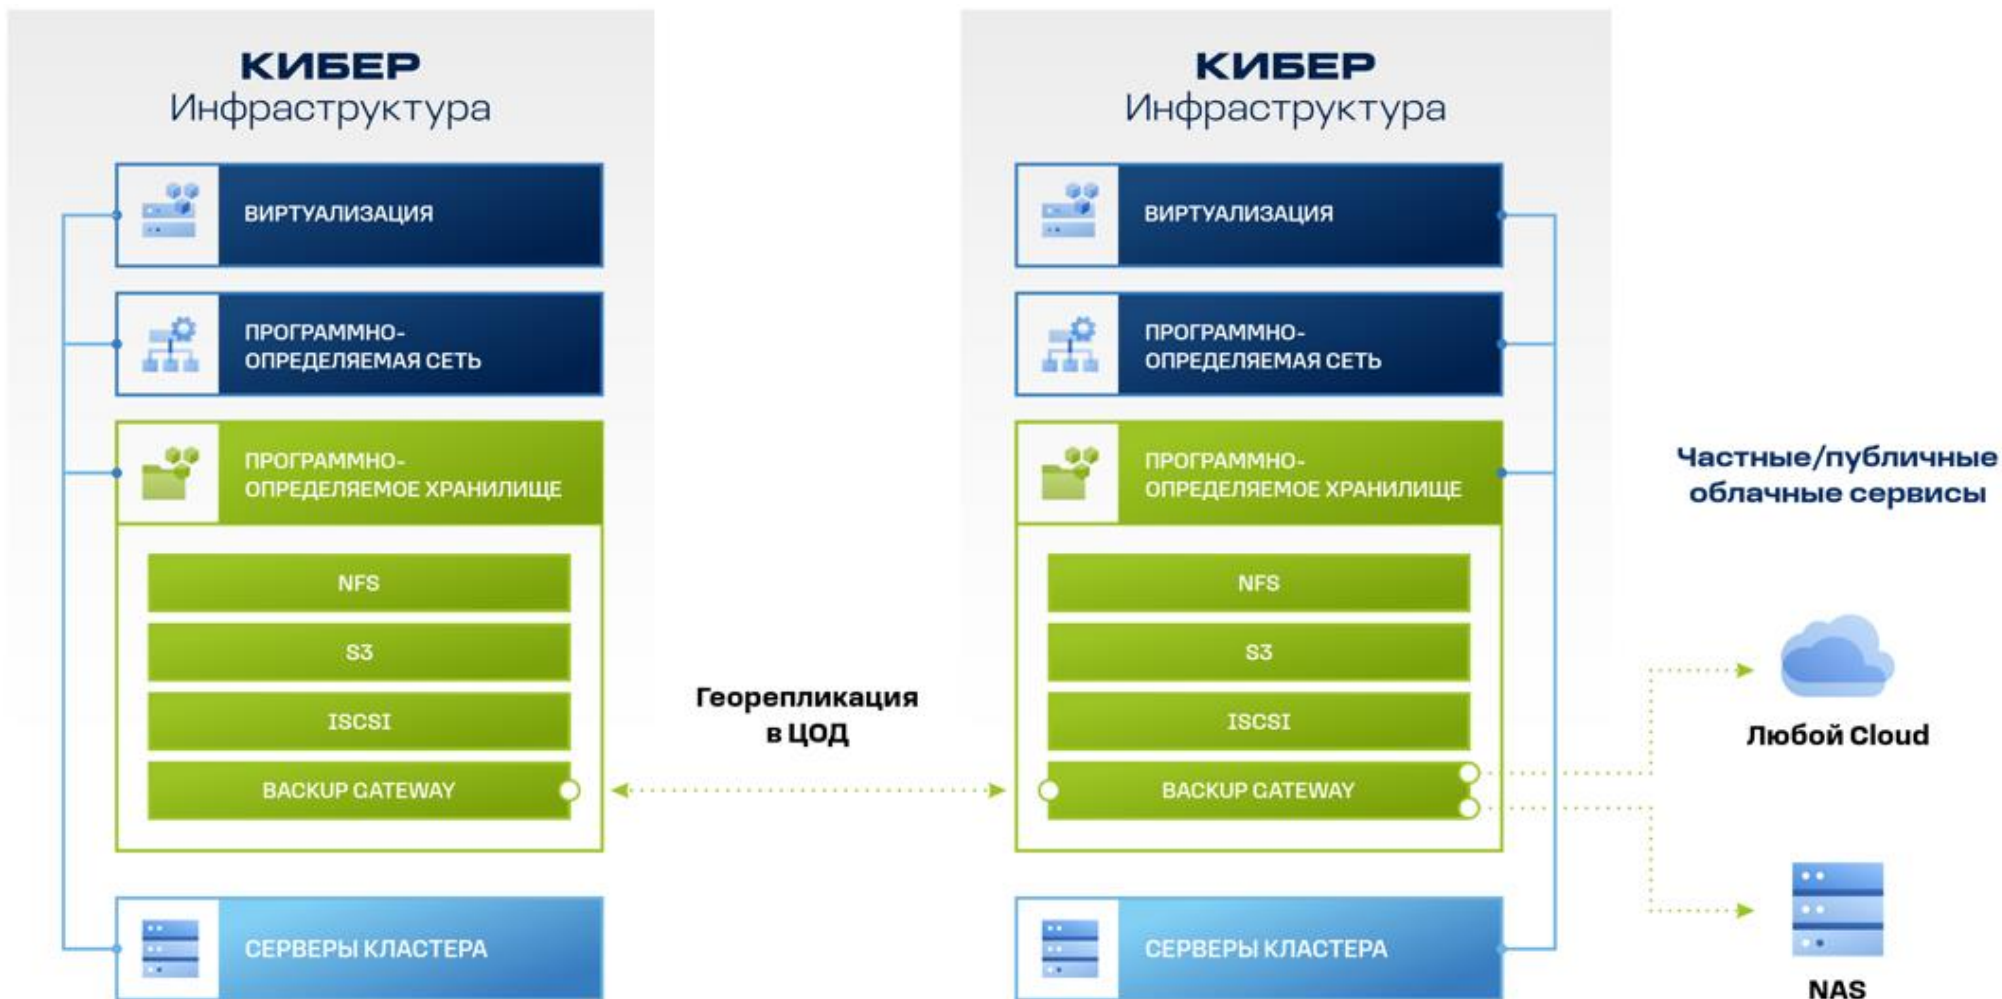 КИБЕР
Инфраструктура
ВИРТУАЛИЗАЦИЯ
ПРОГРАММНО-
ОПРЕДЕЛЯЕМАЯ СЕТЬ
ПРОГРАММНО-
ОПРЕДЕЛЯЕМОЕ ХРАНИЛИЩЕ
NFS
S3
ISCSI
BACKUP GATEWAY
СЕРВЕРЫ КЛАСТЕРА
Георепликация
в ЦОД
КИБЕР
Инфраструктура
ВИРТУАЛИЗАЦИЯ
ПРОГРАММНО-
ОПРЕДЕЛЯЕМАЯ СЕТЬ
ПРОГРАММНО-
ОПРЕДЕЛЯЕМОЕ ХРАНИЛИЩЕ
NFS
S3
ISCSI
BACKUP GATEWAY
СЕРВЕРЫ КЛАСТЕРА
Частные/публичные
облачные сервисы
Любой Cloud
NAS